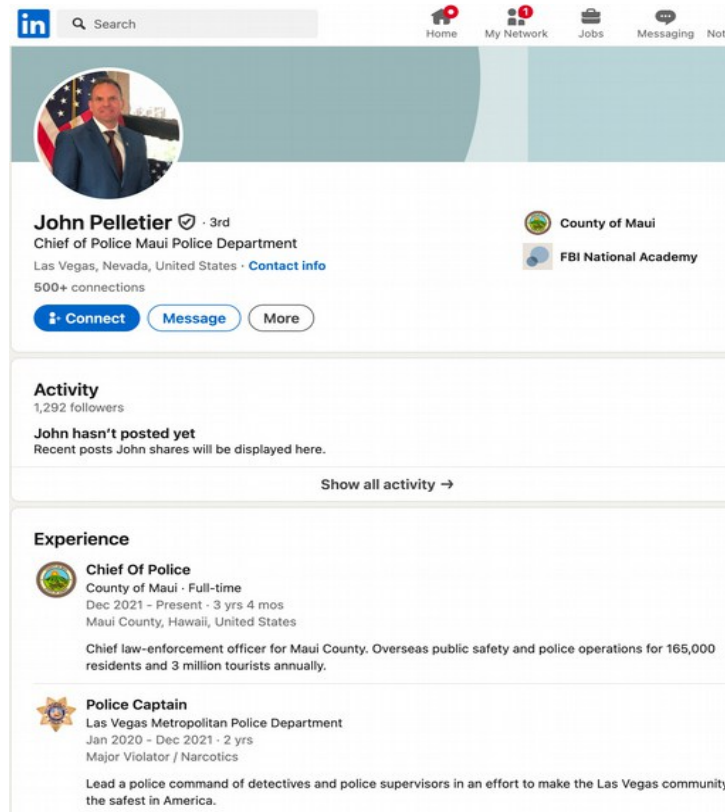 in Search
1
Home My Network Jobs Messaging Not
John Pelletier · 3rd
Chief of Police Maui Police Department
Las Vegas, Nevada, United States · Contact info
500+ connections
Connect Message More
County of Maui
FBI National Academy
Activity
1,292 followers
John hasn't posted yet
Recent posts John shares will be displayed here.
Show all activity →
Experience
Chief Of Police
County of Maui · Full-time
Dec 2021 - Present · 3 yrs 4 mos
Maui County, Hawaii, United States
Chief law-enforcement officer for Maui County. Overseas public safety and police operations for 165,000
residents and 3 million tourists annually.
Police Captain
Las Vegas Metropolitan Police Department
Jan 2020 - Dec 2021 · 2 yrs
Major Violator / Narcotics
Lead a police command of detectives and police supervisors in an effort to make the Las Vegas community
the safest in America.